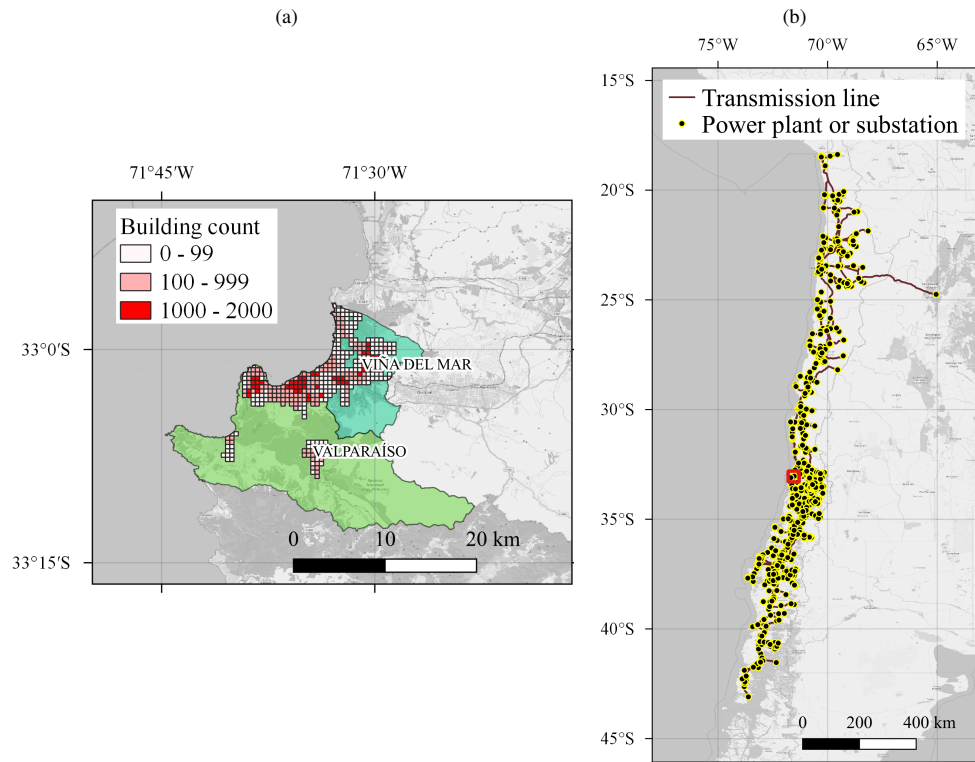 (a)
71°45'W 71°30'W
Building count
0 - 99
100 - 999
1000 - 2000
33°0'S
VIÑA DEL MAR
VALPARAÍSO
0 10 20 km
33°15'S
(b)
75°W 70°W 65°W
15°S
Transmission line
Power plant or substation
20°S
25°S
30°S
35°S
40°S
0 200 400 km
45°S